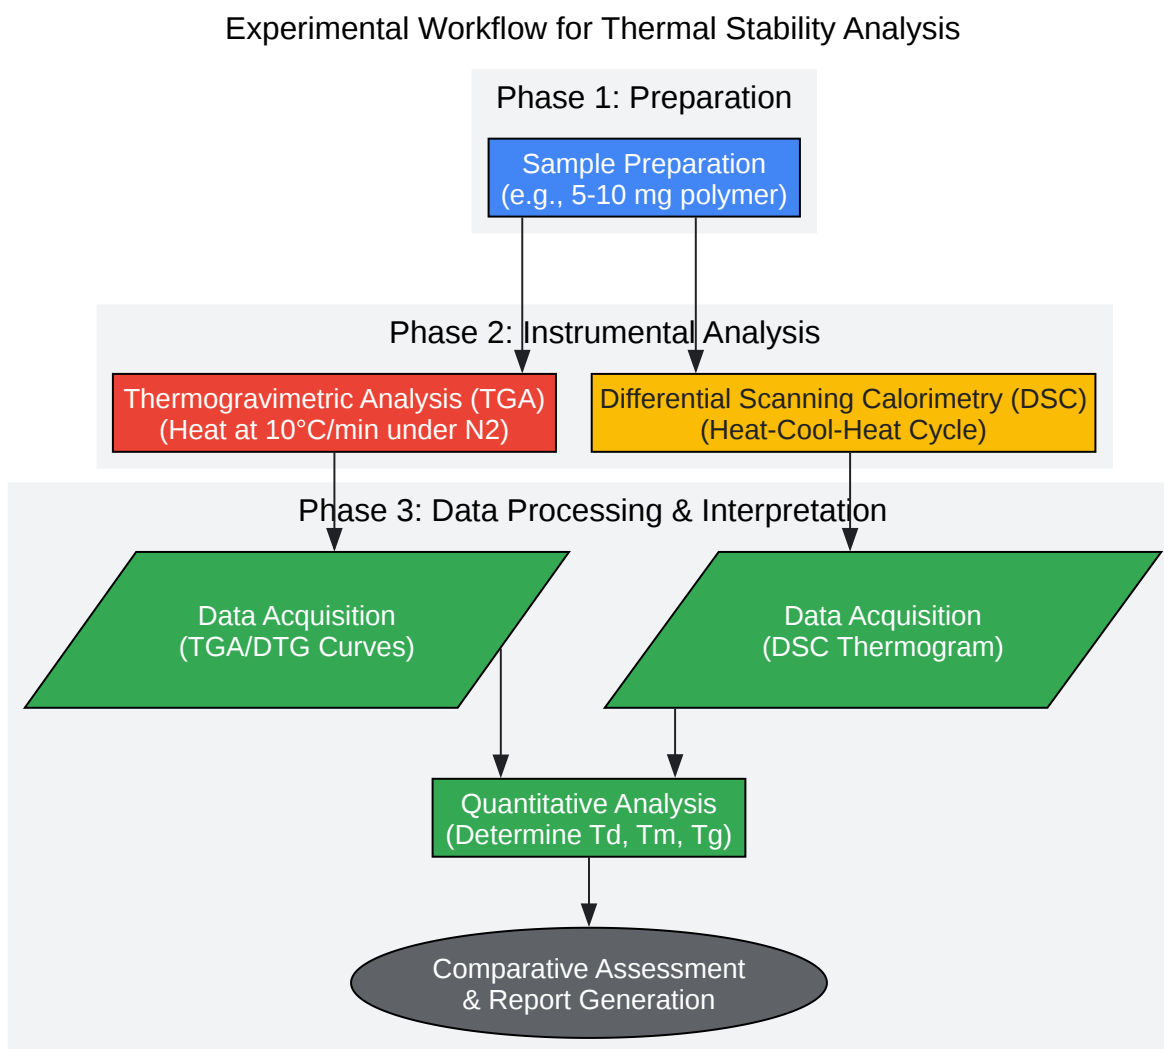 Experimental Workflow for Thermal Stability Analysis
Phase 1: Preparation
Sample Preparation
(e.g., 5-10 mg polymer)
Phase 2: Instrumental Analysis
Thermogravimetric Analysis (TGA)
(Heat at 10°C/min under N2)
Differential Scanning Calorimetry (DSC)
(Heat-Cool-Heat Cycle)
Phase 3: Data Processing & Interpretation
Data Acquisition
(TGA/DTG Curves)
Data Acquisition
(DSC Thermogram)
Quantitative Analysis
(Determine Td, Tm, Tg)
Comparative Assessment
& Report Generation